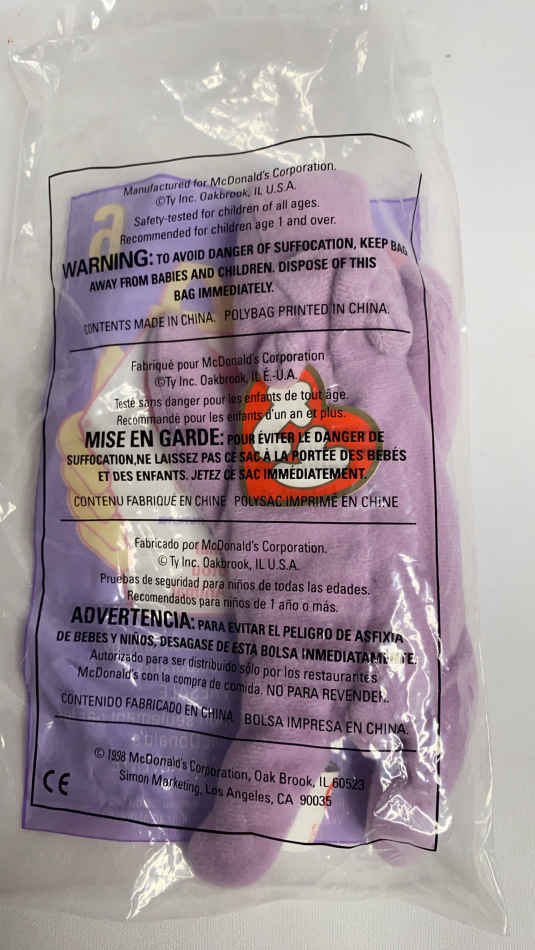 Manufactured for McDonald's Corporation.
©Ty Inc. Oakbrook, IL U.S.A.
Safety-tested for children of all ages.
Recommended for children age 1 and over.
WARNING: TO AVOID DANGER OF SUFFOCATION, KEEP BAG
AWAY FROM BABIES AND CHILDREN. DISPOSE OF THIS
BAG IMMEDIATELY.
CONTENTS MADE IN CHINA. POLYBAG PRINTED IN CHINA.
Fabriqué pour McDonald's Corporation
©Ty Inc. Oakbrook, IL É.-U.A.
Testé sans danger pour les enfants de tout âge.
Recommandé pour les enfants d'un an et plus.
MISE EN GARDE: POUR ÉVITER LE DANGER DE
SUFFOCATION,NE LAISSEZ PAS CE SAC À LA PORTÉE DES BÉBÉS
ET DES ENFANTS. JETEZ CE SAC IMMÉDIATEMENT.
CONTENU FABRIQUÉ EN CHINE POLYSAC IMPRIMÉ EN CHINE
Fabricado por McDonald's Corporation.
© Ty Inc. Oakbrook, IL U.S.A.
Pruebas de seguridad para niños de todas las edades.
Recomendados para niños de 1 año o más.
ADVERTENCIA: PARA EVITAR EL PELIGRO DE ASFIXIA
DE BEBES Y NIÑOS, DESAGASE DE ESTA BOLSA INMEDIATAMENTE.
Autorizado para ser distribuido sólo por los restaurantes
McDonald's con la compra de comida. NO PARA REVENDER.
CONTENIDO FABRICADO EN CHINA BOLSA IMPRESA EN CHINA.
© 1998 McDonald's Corporation, Oak Brook, IL 60523
Simon Marketing, Los Angeles, CA 90035
CE